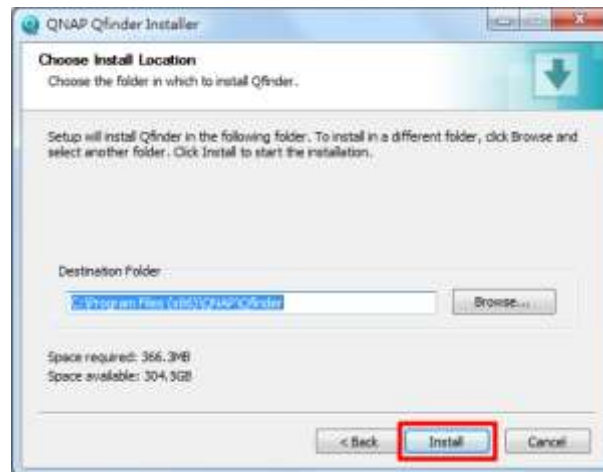 QNAP Qfinder Installer
Choose Install Location
Choose the folder in which to install Qfinder.
Setup will install Qfinder in the following folder. To install in a different folder, click Browse and
select another folder. Click Install to start the installation.
Destination Folder
C:\Program Files (x86)\QNAP\Qfinder
Browse...
Space required: 366.3MB
Space available: 304.5GB
< Back
Install
Cancel